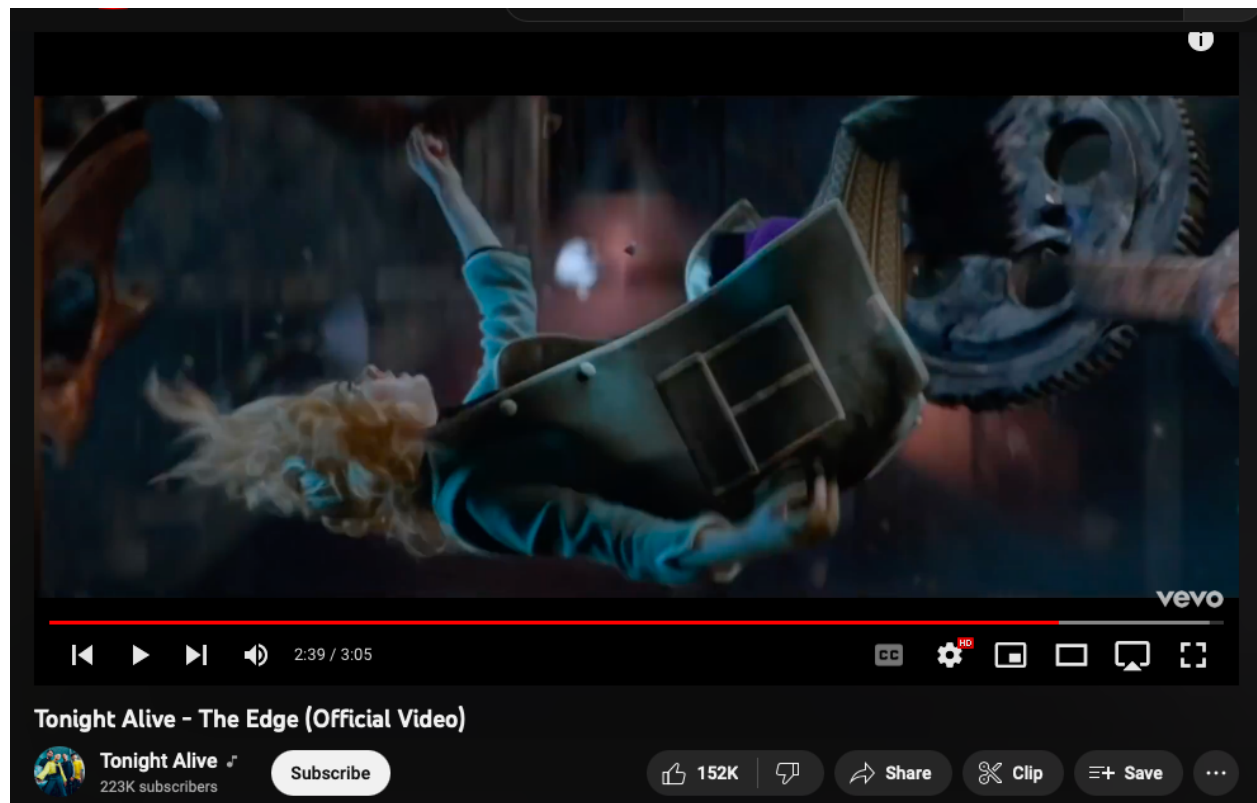 vevo
2:39 / 3:05
CC
HD
Tonight Alive - The Edge (Official Video)
Tonight Alive
223K subscribers
Subscribe
152K
Share
Clip
Save